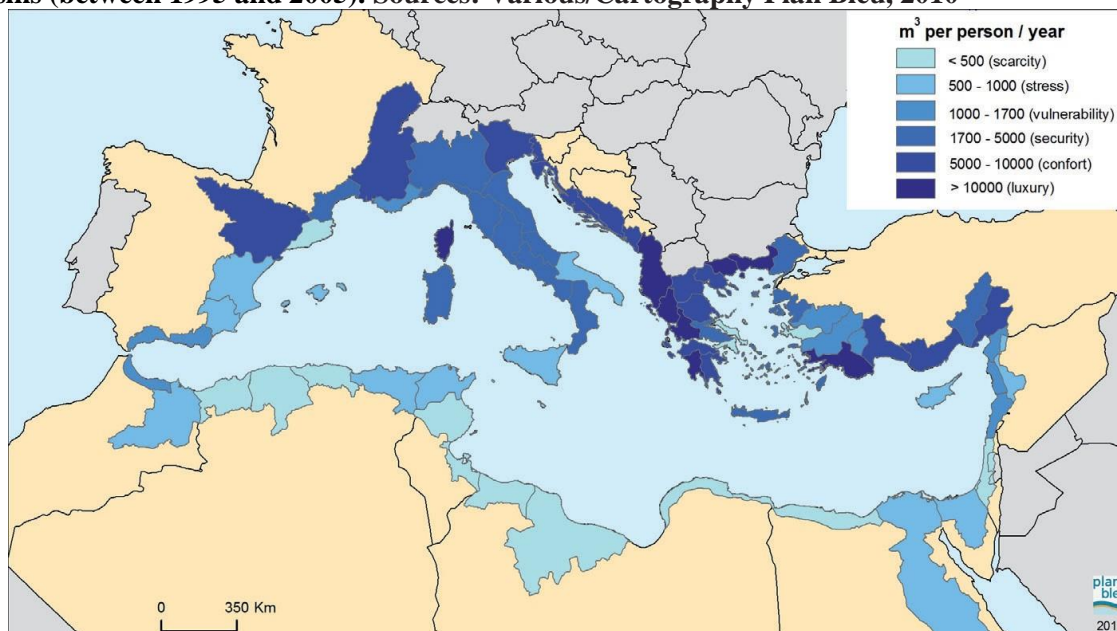 (between 1995 and 2005). Sources: Various/Cartography Plan Bleu, 2010
m³ per person / year
< 500 (scarcity)
500 - 1000 (stress)
1000 - 1700 (vulnerability)
1700 - 5000 (security)
5000 - 10000 (confort)
> 10000 (luxury)
0 350 Km
plan
ble
201